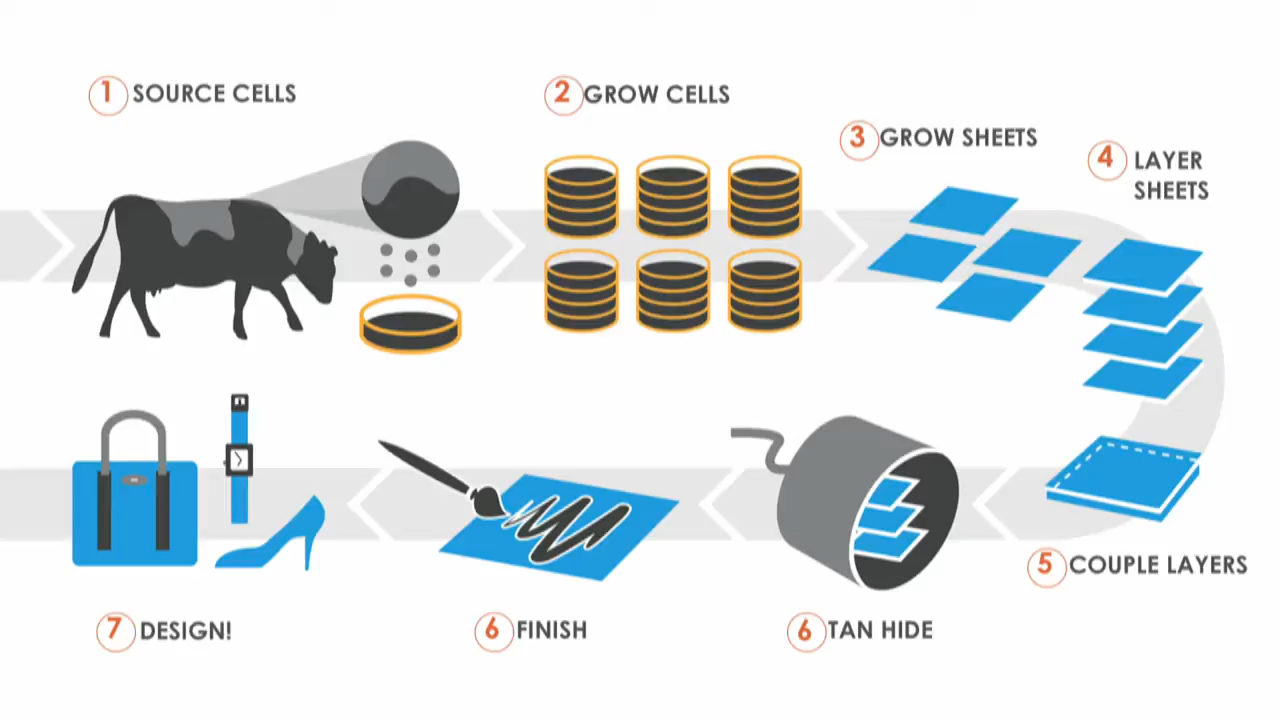 1 SOURCE CELLS
2 GROW CELLS
3 GROW SHEETS
4 LAYER
SHEETS
5 COUPLE LAYERS
6 TAN HIDE
6 FINISH
7 DESIGN!